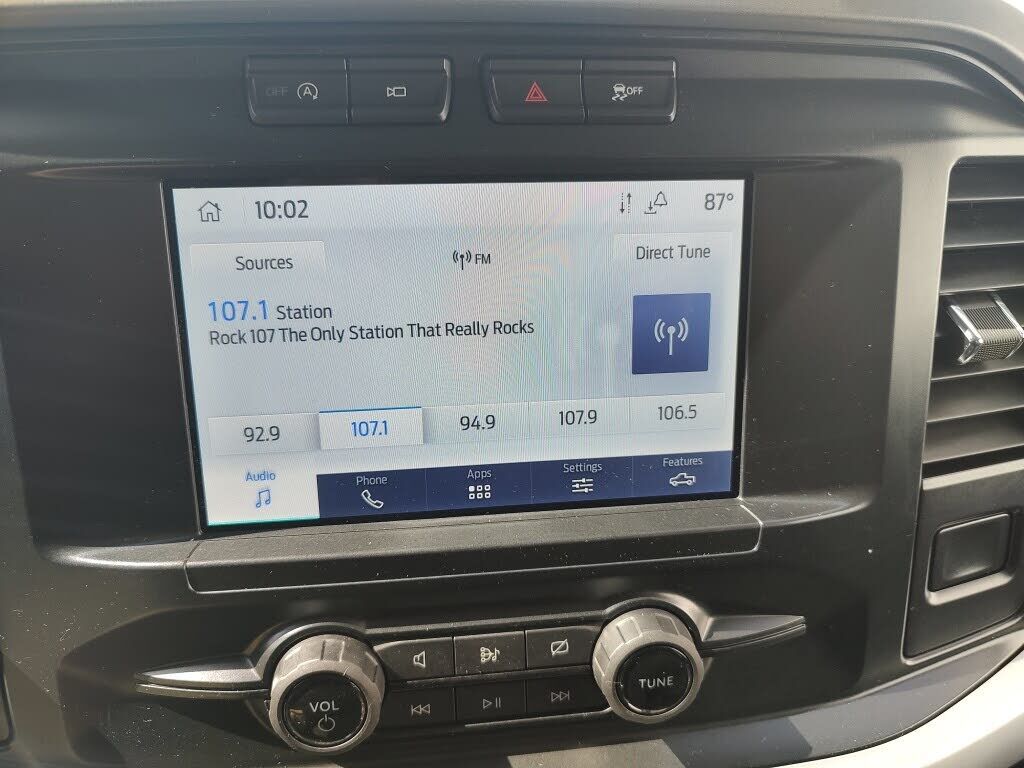 OFF A
OFF
10:02
87°
Sources
FM
Direct Tune
107.1 Station
Rock 107 The Only Station That Really Rocks
92.9
107.1
94.9
107.9
106.5
Audio
Phone
Apps
Settings
Features
VOL
TUNE